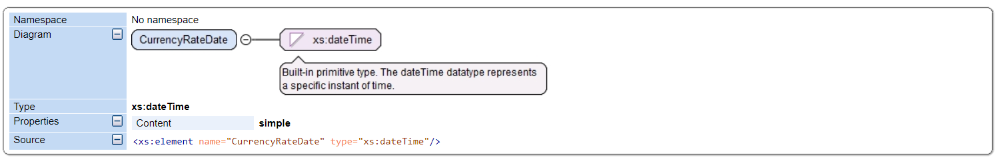 Namespace No namespace
Diagram CurrencyRateDate xs:dateTime
Built-in primitive type. The dateTime datatype represents
a specific instant of time.
Type xs:dateTime
Properties Content simple
Source <xs:element name="CurrencyRateDate" type="xs:dateTime"/>